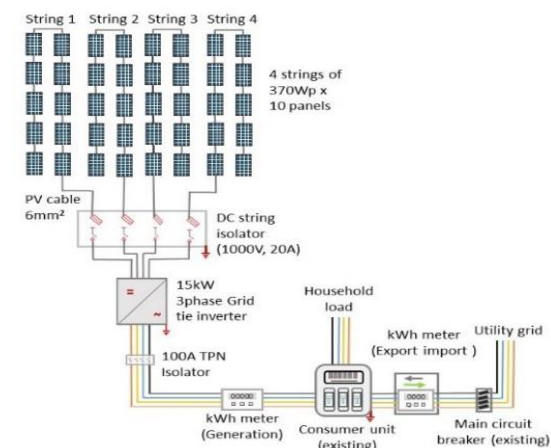 String 1 String 2 String 3 String 4
4 strings of
370Wp x
10 panels
PV cable
6mm²
DC string
isolator
(1000V, 20A)
15kW
3phase Grid
tie inverter
100A TPN
Isolator
kWh meter
(Generation)
Household
load
Consumer unit
(existing)
kWh meter
(Export import )
Utility grid
Main circuit
breaker (existing)